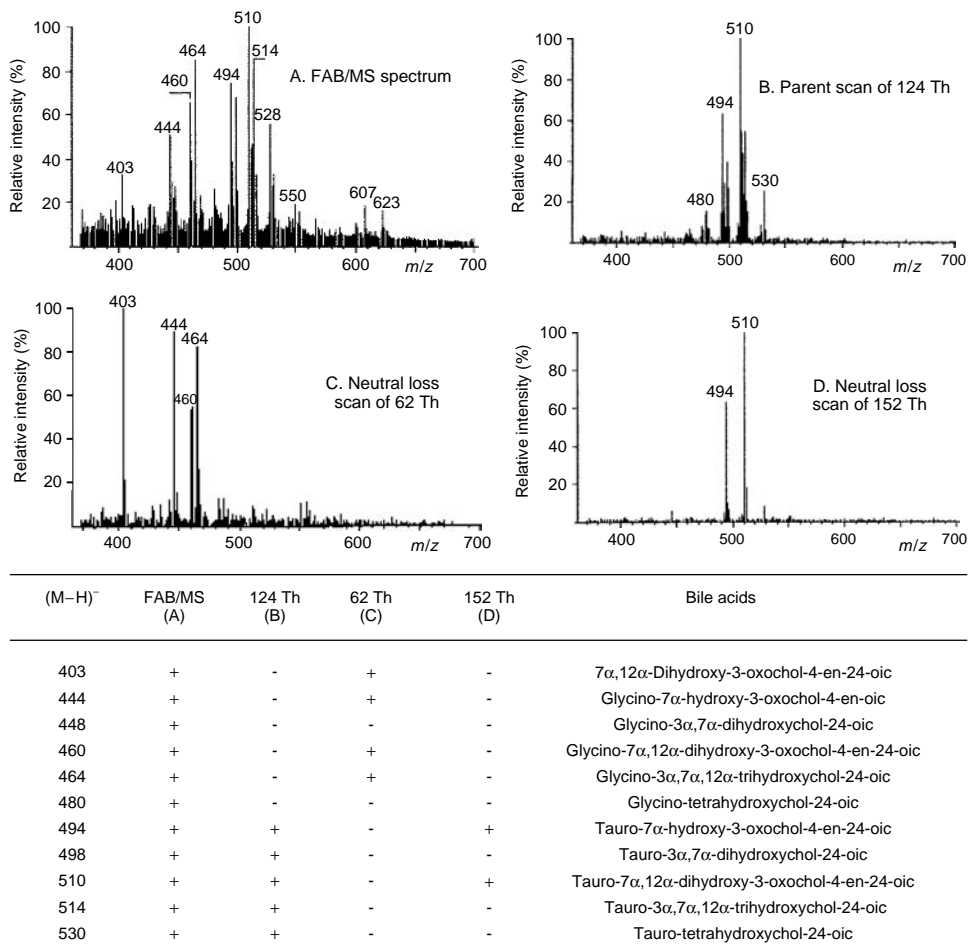 100
80
60
40
20
Relative intensity (%)
403
444
460
464
494
510
514
528
550
607
623
A. FAB/MS spectrum
400
500
600
700
m/z
100
80
60
40
20
Relative intensity (%)
480
494
510
530
B. Parent scan of 124 Th
400
500
600
700
m/z
100
80
60
40
20
Relative intensity (%)
403
444
460
464
C. Neutral loss
scan of 62 Th
400
500
600
700
m/z
100
80
60
40
20
Relative intensity (%)
494
510
D. Neutral loss
scan of 152 Th
400
500
600
700
m/z
(M–H)⁻ FAB/MS (A) 124 Th (B) 62 Th (C) 152 Th (D) Bile acids
403 + - + - 7α,12α-Dihydroxy-3-oxochol-4-en-24-oic
444 + - + - Glycino-7α-hydroxy-3-oxochol-4-en-oic
448 + - - - Glycino-3α,7α-dihydroxychol-24-oic
460 + - + - Glycino-7α,12α-dihydroxy-3-oxochol-4-en-24-oic
464 + - + - Glycino-3α,7α,12α-trihydroxychol-24-oic
480 + - - - Glycino-tetrahydroxychol-24-oic
494 + + - + Tauro-7α-hydroxy-3-oxochol-4-en-24-oic
498 + + - - Tauro-3α,7α-dihydroxychol-24-oic
510 + + - + Tauro-7α,12α-dihydroxy-3-oxochol-4-en-24-oic
514 + + - - Tauro-3α,7α,12α-trihydroxychol-24-oic
530 + + - - Tauro-tetrahydroxychol-24-oic